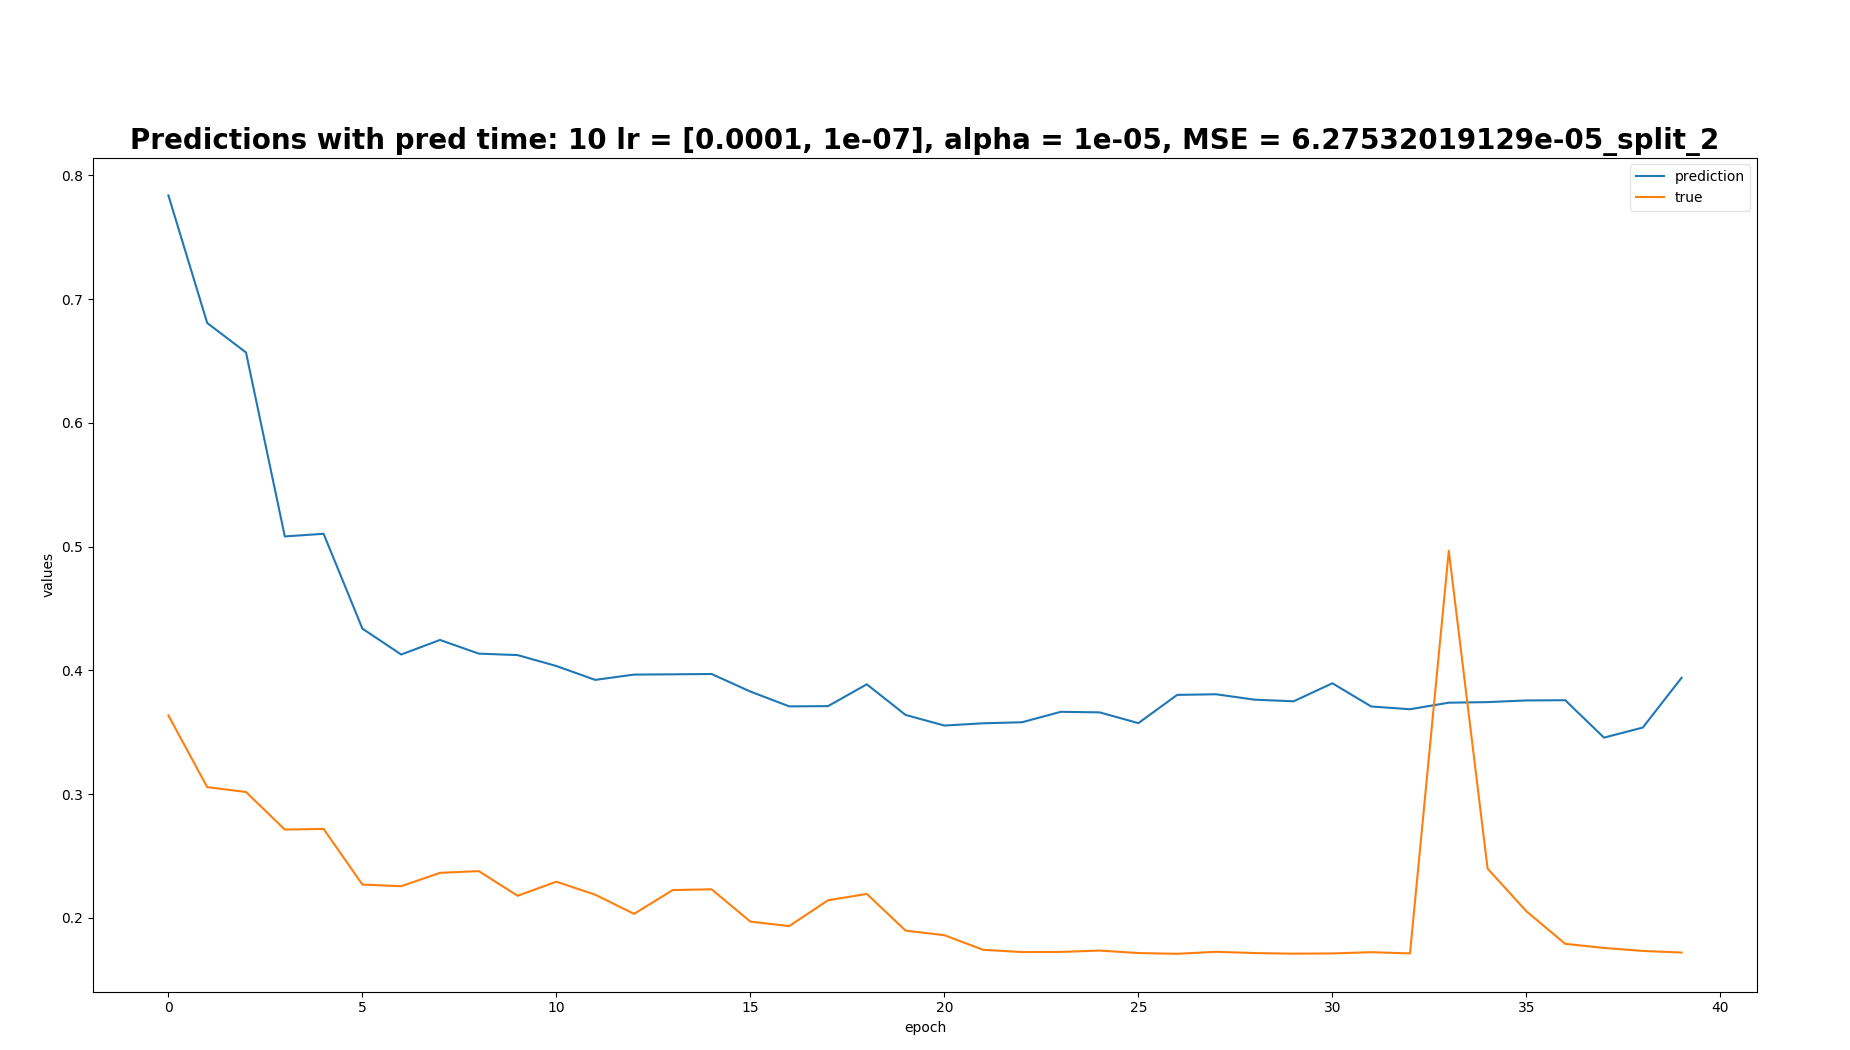 Predictions with pred time: 10 lr = [0.0001, 1e-07], alpha = 1e-05, MSE = 6.27532019129e-05_split_2
prediction
true
0.8
0.7
0.6
0.5
0.4
0.3
0.2
values
0 5 10 15 20 25 30 35 40
epoch